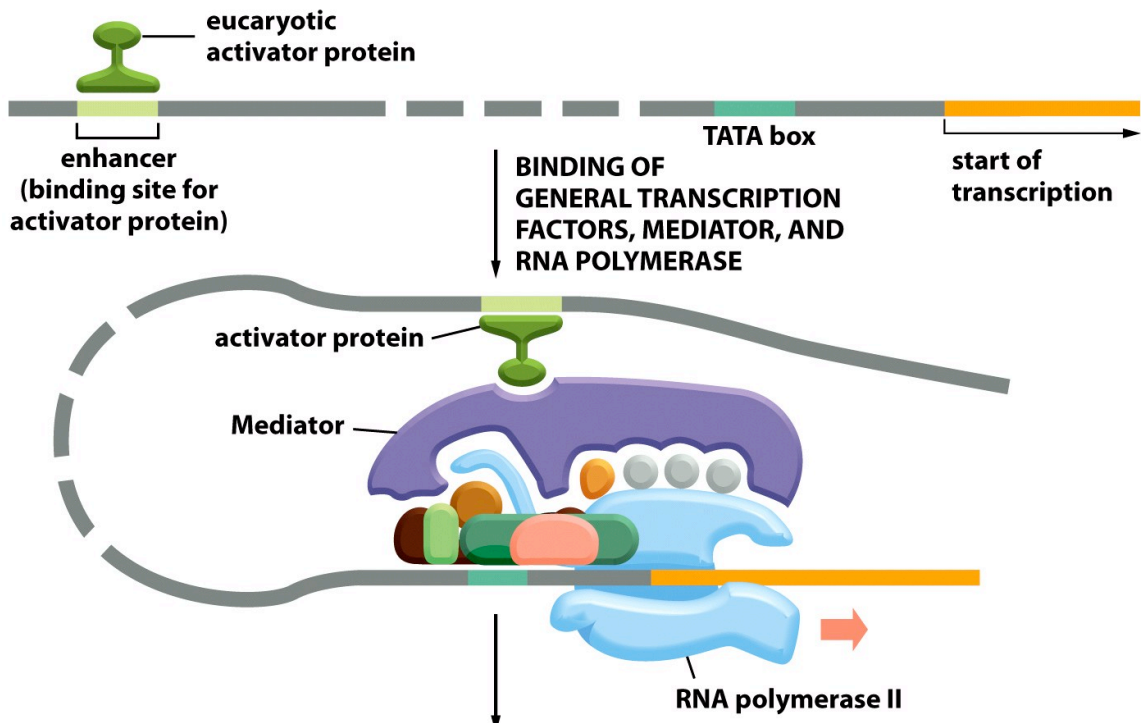 eucaryotic
activator protein
enhancer
(binding site for
activator protein)
TATA box
start of
transcription
BINDING OF
GENERAL TRANSCRIPTION
FACTORS, MEDIATOR, AND
RNA POLYMERASE
activator protein
Mediator
RNA polymerase II